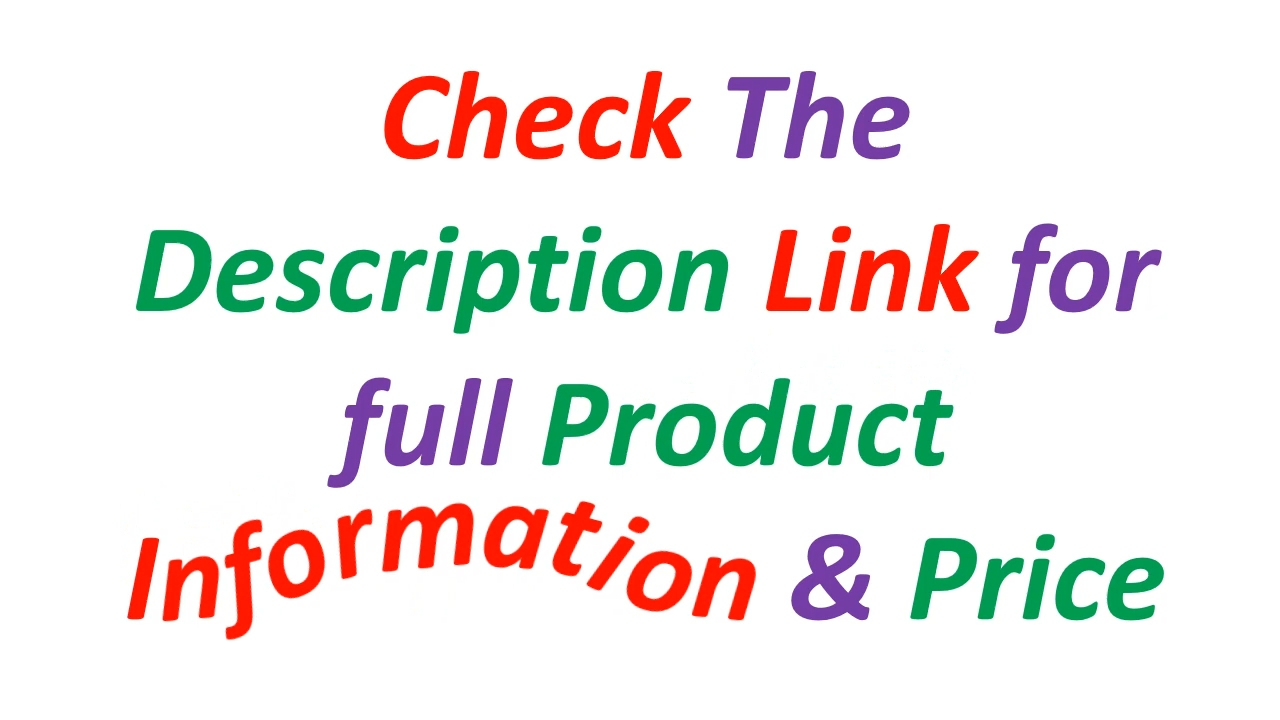 Check The
Description Link for
full Product
Information & Price